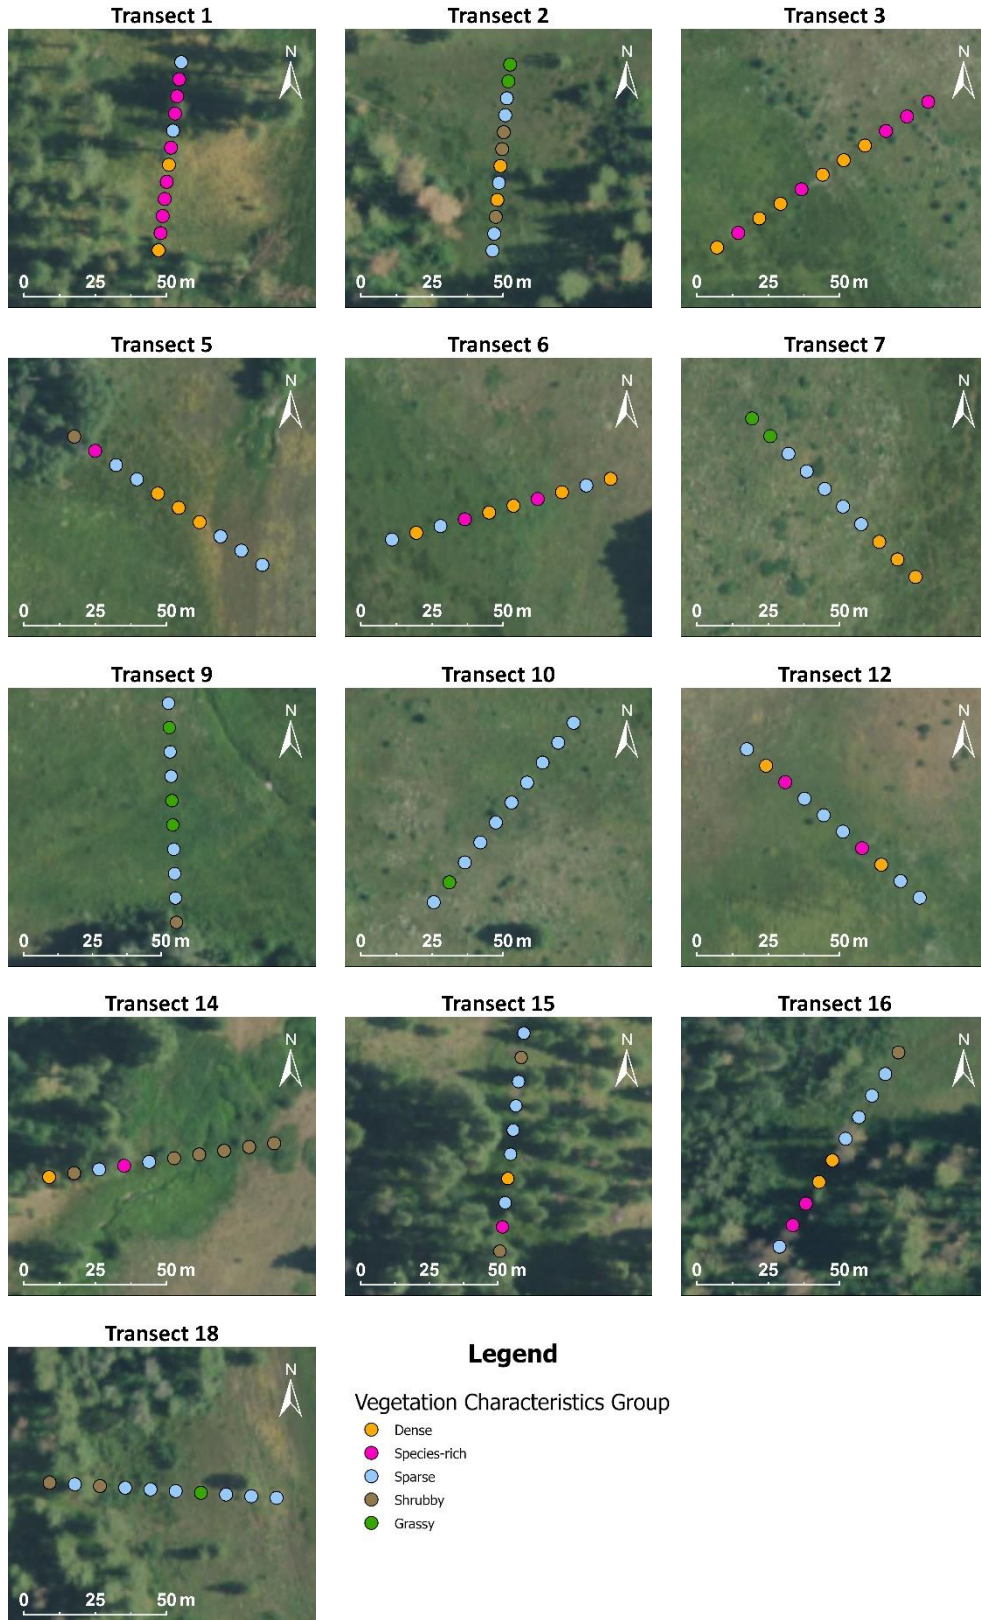 Transect 1
Transect 2
Transect 3
N
N
N
0 25 50 m
0 25 50 m
0 25 50 m
Transect 5
Transect 6
Transect 7
N
N
N
0 25 50 m
0 25 50 m
0 25 50 m
Transect 9
Transect 10
Transect 12
N
N
N
0 25 50 m
0 25 50 m
0 25 50 m
Transect 14
Transect 15
Transect 16
N
N
N
0 25 50 m
0 25 50 m
0 25 50 m
Transect 18
N
0 25 50 m
Legend
Vegetation Characteristics Group
Dense
Species-rich
Sparse
Shrubby
Grassy